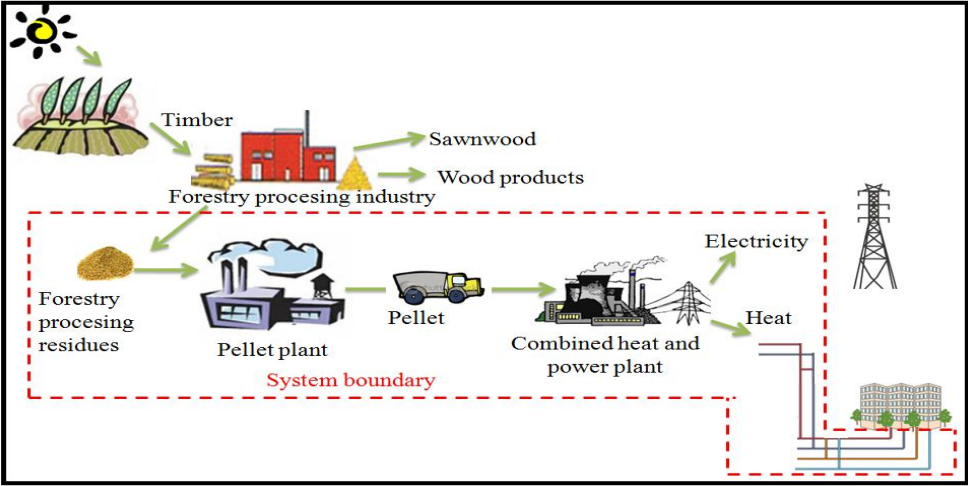 Timber
Sawnwood
Wood products
Forestry procesing industry
Electricity
Forestry
procesing
residues
Pellet plant
Pellet
Combined heat and
power plant
Heat
System boundary